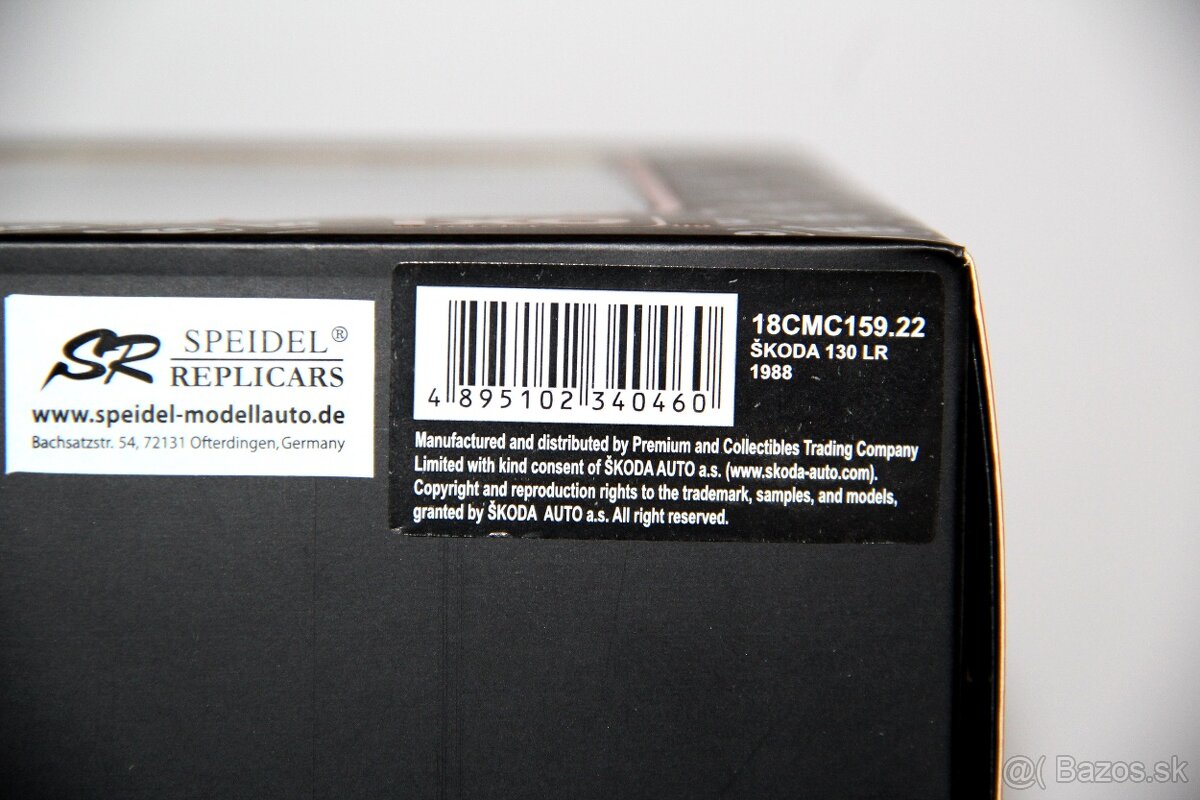 SR SPEIDEL®
REPLICARS
www.speidel-modellauto.de
Bachsatzstr. 54, 72131 Ofterdingen, Germany
4 895102 340460
18CMC159.22
ŠKODA 130 LR
1988
Manufactured and distributed by Premium and Collectibles Trading Company
Limited with kind consent of ŠKODA AUTO a.s. (www.skoda-auto.com).
Copyright and reproduction rights to the trademark, samples, and models,
granted by ŠKODA AUTO a.s. All right reserved.
@( Bazos.sk